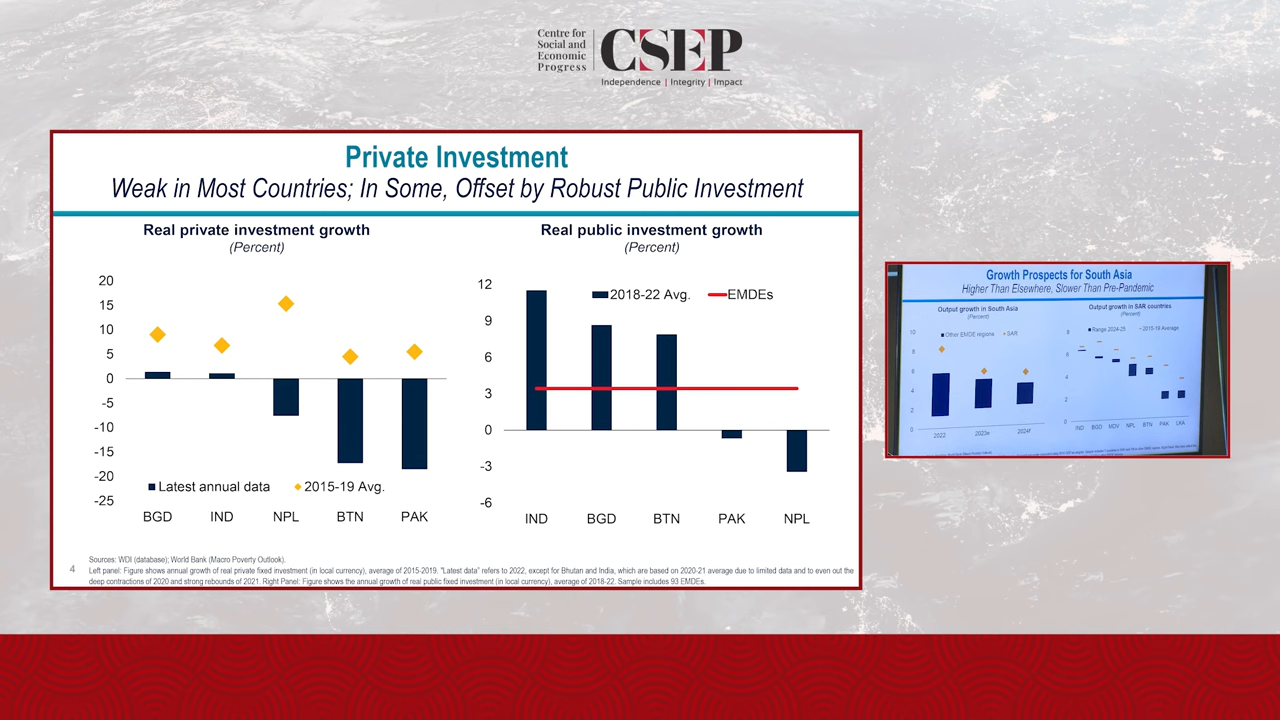 Centre for
Social and
Economic
Progress
CSEP
Independence | Integrity | Impact
Private Investment
Weak in Most Countries; In Some, Offset by Robust Public Investment
Real private investment growth
(Percent)
20
15
10
5
0
-5
-10
-15
-20
-25
Latest annual data
2015-19 Avg.
BGD IND NPL BTN PAK
Real public investment growth
(Percent)
12
9
6
3
0
-3
-6
2018-22 Avg.
EMDEs
IND BGD BTN PAK NPL
Sources: WDI (database); World Bank (Macro Poverty Outlook).
4
Left panel: Figure shows annual growth of real private fixed investment (in local currency), average of 2015-2019. "Latest data" refers to 2022, except for Bhutan and India, which are based on 2020-21 average due to limited data and to even out the
deep contractions of 2020 and strong rebounds of 2021. Right Panel: Figure shows the annual growth of real public fixed investment (in local currency), average of 2018-22. Sample includes 93 EMDEs.
Growth Prospects for South Asia
Higher Than Elsewhere, Slower Than Pre-Pandemic
Output growth in South Asia
(Percent)
10
8
6
4
2
0
Other EMDE regions
SAR
2022 2023e 2024f
Output growth in SAR countries
(Percent)
8
6
4
2
0
Range 2024-25
2015-19 Average
IND BGD MDV NPL BTN PAK LKA